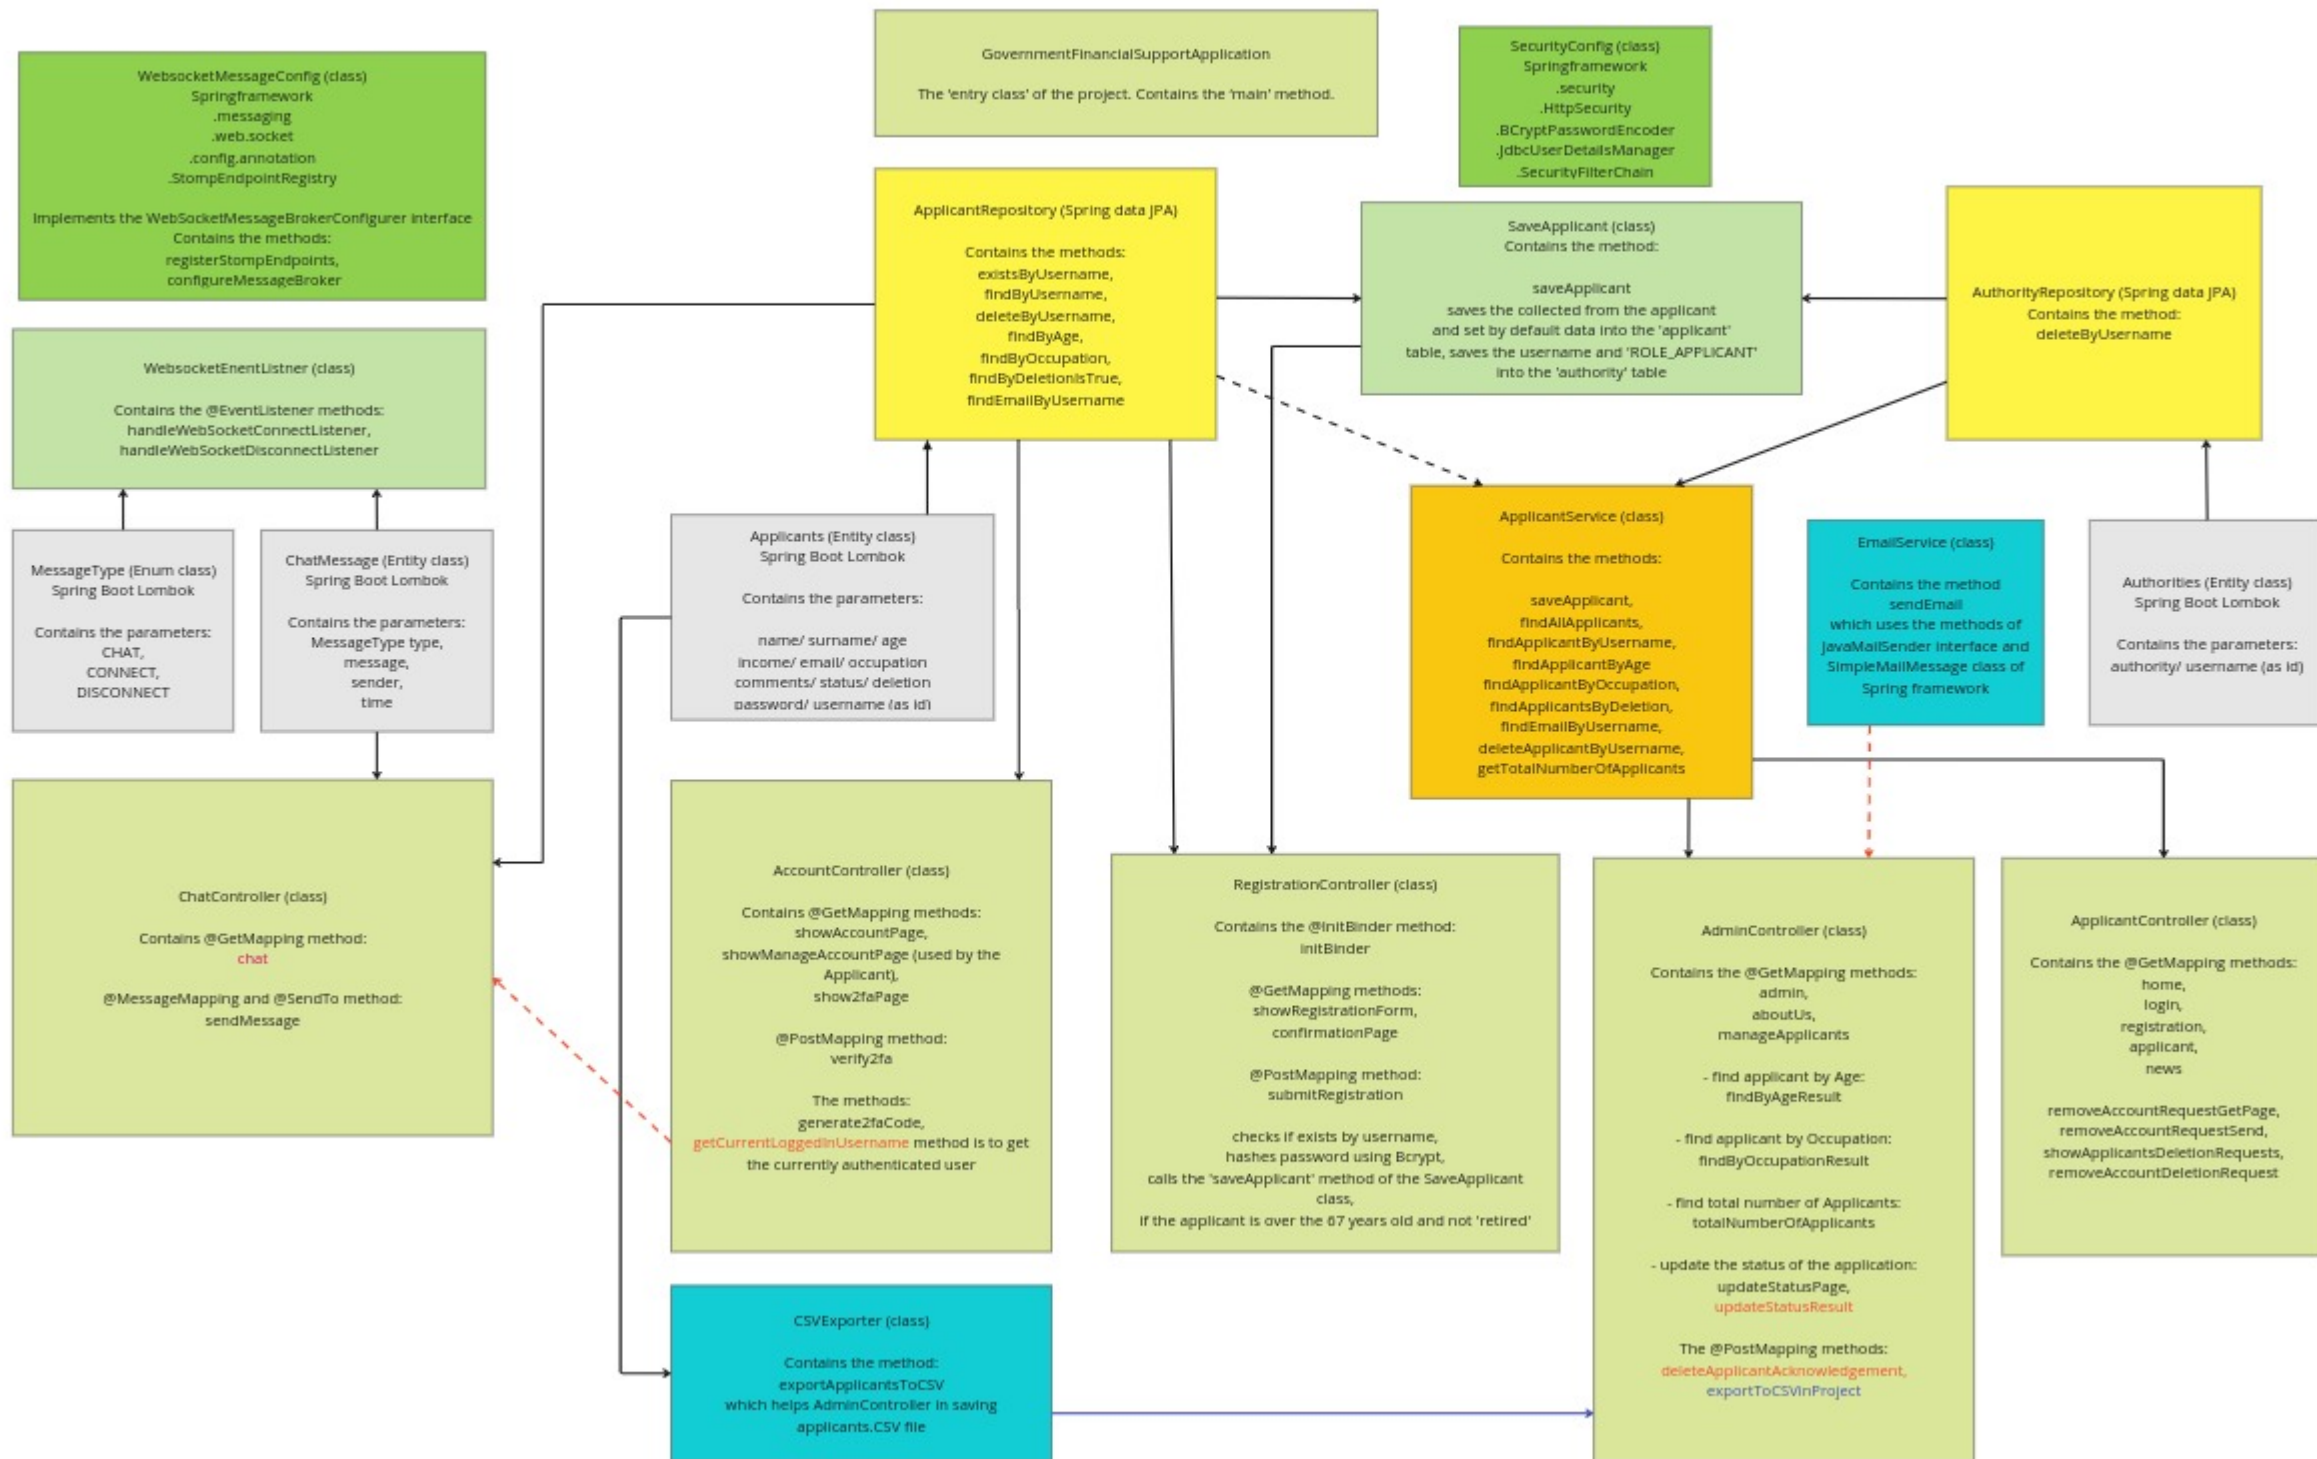 GovernmentFinancialSupportApplication
The 'entry class' of the project. Contains the 'main' method.
SecurityConfig (class)
Springframework
.security
.HttpSecurity
.BCryptPasswordEncoder
.JdbcUserDetailsManager
.SecurityFilterChain
WebsocketMessageConfig (class)
Springframework
.messaging
.web.socket
.config.annotation
.StompEndpointRegistry
Implements the WebSocketMessageBrokerConfigurer interface
Contains the methods:
registerStompEndpoints,
configureMessageBroker
ApplicantRepository (Spring data JPA)
Contains the methods:
existsByUsername,
findByUsername,
deleteByUsername,
findByAge,
findByOccupation,
findByDeletionIsTrue,
findEmailByUsername
SaveApplicant (class)
Contains the method:
saveApplicant
saves the collected from the applicant
and set by default data into the 'applicant'
table, saves the username and 'ROLE_APPLICANT'
into the 'authority' table
AuthorityRepository (Spring data JPA)
Contains the method:
deleteByUsername
WebsocketEnentListner (class)
Contains the @EventListener methods:
handleWebSocketConnectListener,
handleWebSocketDisconnectListener
MessageType (Enum class)
Spring Boot Lombok
Contains the parameters:
CHAT,
CONNECT,
DISCONNECT
ChatMessage (Entity class)
Spring Boot Lombok
Contains the parameters:
MessageType type,
message,
sender,
time
Applicants (Entity class)
Spring Boot Lombok
Contains the parameters:
name/ surname/ age
income/ email/ occupation
comments/ status/ deletion
password/ username (as id)
ApplicantService (class)
Contains the methods:
saveApplicant,
findAllApplicants,
findApplicantByUsername,
findApplicantByAge
findApplicantByOccupation,
findApplicantsByDeletion,
findEmailByUsername,
deleteApplicantByUsername,
getTotalNumberOfApplicants
EmailService (class)
Contains the method
sendEmail
which uses the methods of
JavaMailSender interface and
SimpleMailMessage class of
Spring framework
Authorities (Entity class)
Spring Boot Lombok
Contains the parameters:
authority/ username (as id)
ChatController (class)
Contains @GetMapping method:
chat
@MessageMapping and @SendTo method:
sendMessage
AccountController (class)
Contains @GetMapping methods:
showAccountPage,
showManageAccountPage (used by the
Applicant),
show2faPage
@PostMapping method:
verify2fa
The methods:
generate2faCode,
getCurrentLoggedInUsername method is to get
the currently authenticated user
RegistrationController (class)
Contains the @InitBinder method:
initBinder
@GetMapping methods:
showRegistrationForm,
confirmationPage
@PostMapping method:
submitRegistration
checks if exists by username,
hashes password using Bcrypt,
calls the 'saveApplicant' method of the SaveApplicant
class,
if the applicant is over the 67 years old and not 'retired'
AdminController (class)
Contains the @GetMapping methods:
admin,
aboutUs,
manageApplicants
- find applicant by Age:
findByAgeResult
- find applicant by Occupation:
findByOccupationResult
- find total number of Applicants:
totalNumberOfApplicants
- update the status of the application:
updateStatusPage,
updateStatusResult
The @PostMapping methods:
deleteApplicantAcknowledgement,
exportToCSVInProject
ApplicantController (class)
Contains the @GetMapping methods:
home,
login,
registration,
applicant,
news
removeAccountRequestGetPage,
removeAccountRequestSend,
showApplicantsDeletionRequests,
removeAccountDeletionRequest
CSVExporter (class)
Contains the method:
exportApplicantsToCSV
which helps AdminController in saving
applicants.CSV file